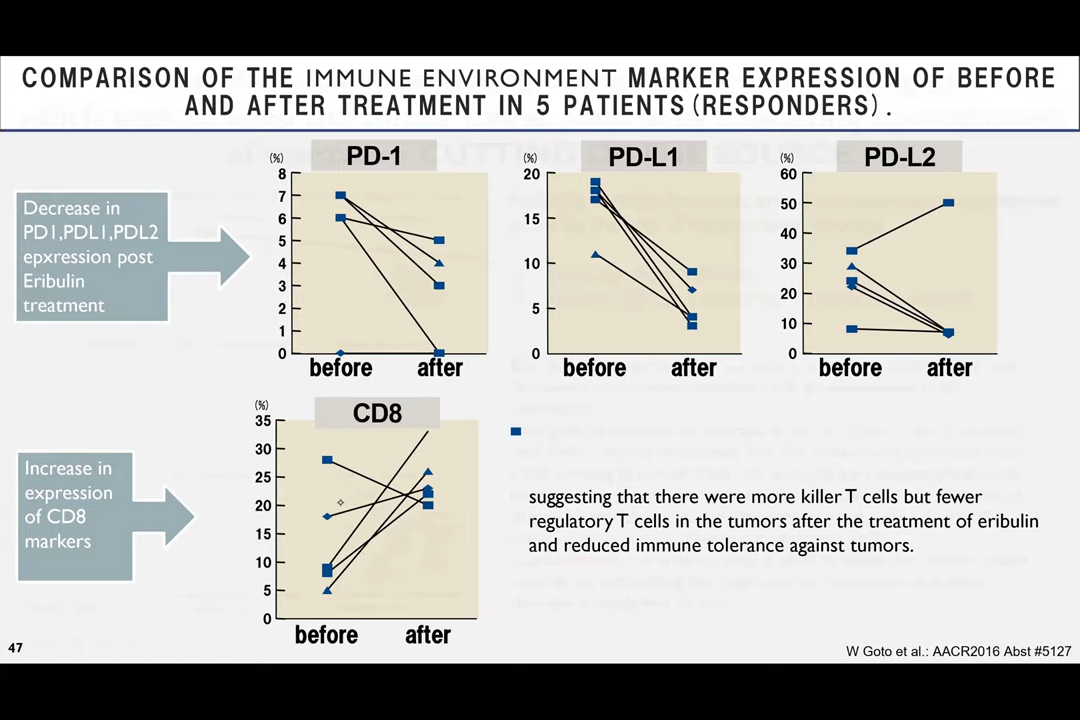 COMPARISON OF THE IMMUNE ENVIRONMENT MARKER EXPRESSION OF BEFORE
AND AFTER TREATMENT IN 5 PATIENTS (RESPONDERS).
Decrease in
PD1,PDL1,PDL2
epxression post
Eribulin
treatment
(%)
PD-1
8
7
6
5
4
3
2
1
0
before
after
(%)
PD-L1
20
15
10
5
0
before
after
(%)
PD-L2
60
50
40
30
20
10
0
before
after
Increase in
expression
of CD8
markers
(%)
CD8
35
30
25
20
15
10
5
0
before
after
suggesting that there were more killer T cells but fewer
regulatory T cells in the tumors after the treatment of eribulin
and reduced immune tolerance against tumors.
47
W Goto et al.: AACR2016 Abst #5127